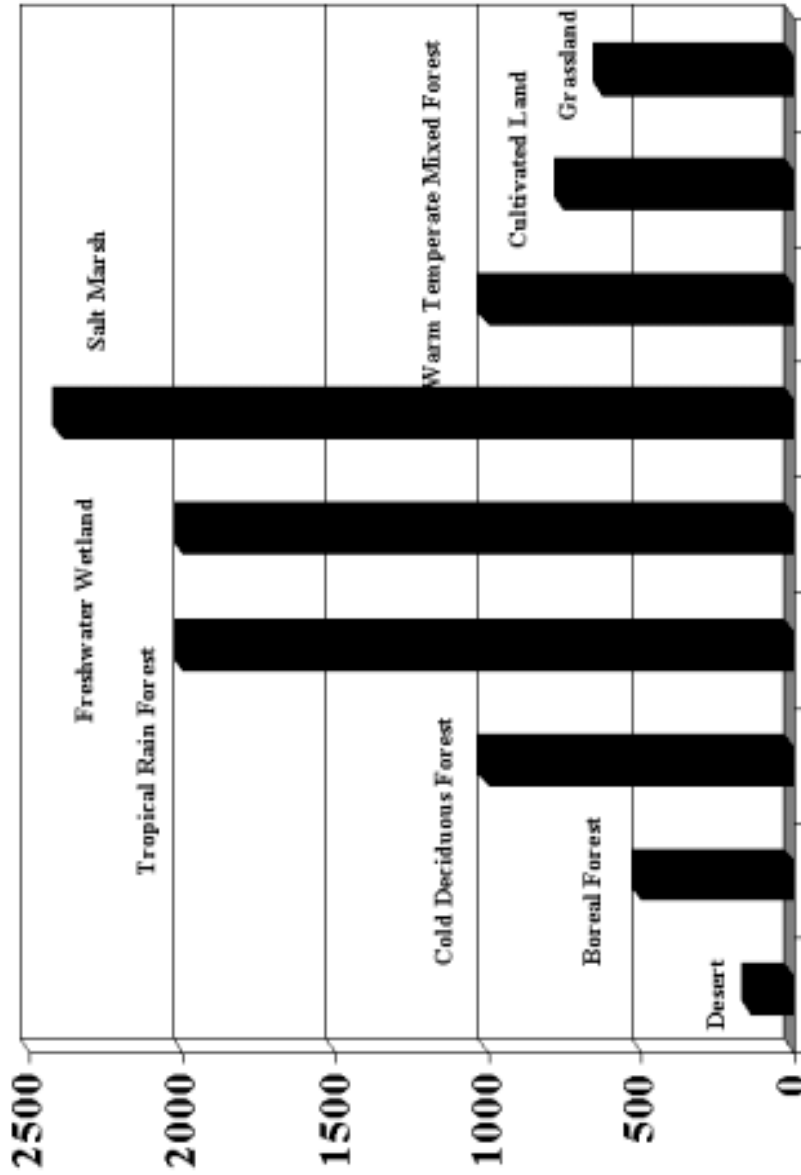 2500
2000
1500
1000
500
0
Desert
Boreal Forest
Cold Deciduous Forest
Tropical Rain Forest
Freshwater Wetland
Salt Marsh
Warm Temperate Mixed Forest
Cultivated Land
Grassland